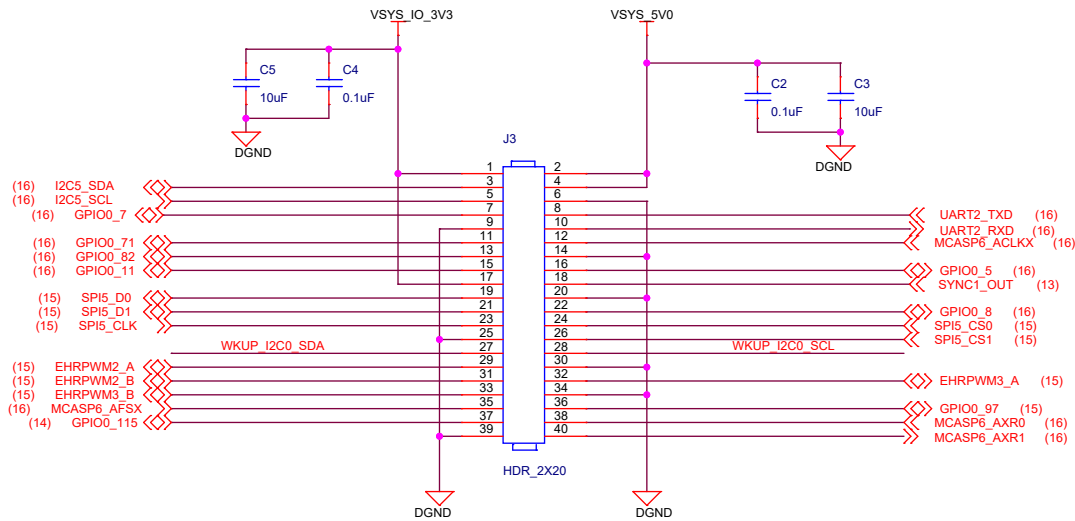 VSYS_IO_3V3 VSYS_5V0
C5 C4 C2 C3
10uF 0.1uF 0.1uF 10uF
DGND DGND
J3
1 2
(16) I2C5_SDA 3 4
(16) I2C5_SCL 5 6
(16) GPIO0_7 7 8 UART2_TXD (16)
9 10 UART2_RXD (16)
(16) GPIO0_71 11 12 MCASP6_ACLKX (16)
(16) GPIO0_82 13 14
(16) GPIO0_11 15 16 GPIO0_5 (16)
17 18 SYNC1_OUT (13)
(15) SPI5_D0 19 20
(15) SPI5_D1 21 22 GPIO0_8 (16)
(15) SPI5_CLK 23 24 SPI5_CS0 (15)
25 26 SPI5_CS1 (15)
WKUP_I2C0_SDA 27 28 WKUP_I2C0_SCL
(15) EHRPWM2_A 29 30
(15) EHRPWM2_B 31 32 EHRPWM3_A (15)
(15) EHRPWM3_B 33 34
(16) MCASP6_AFSX 35 36 GPIO0_97 (15)
(14) GPIO0_115 37 38 MCASP6_AXR0 (16)
39 40 MCASP6_AXR1 (16)
HDR_2X20
DGND DGND